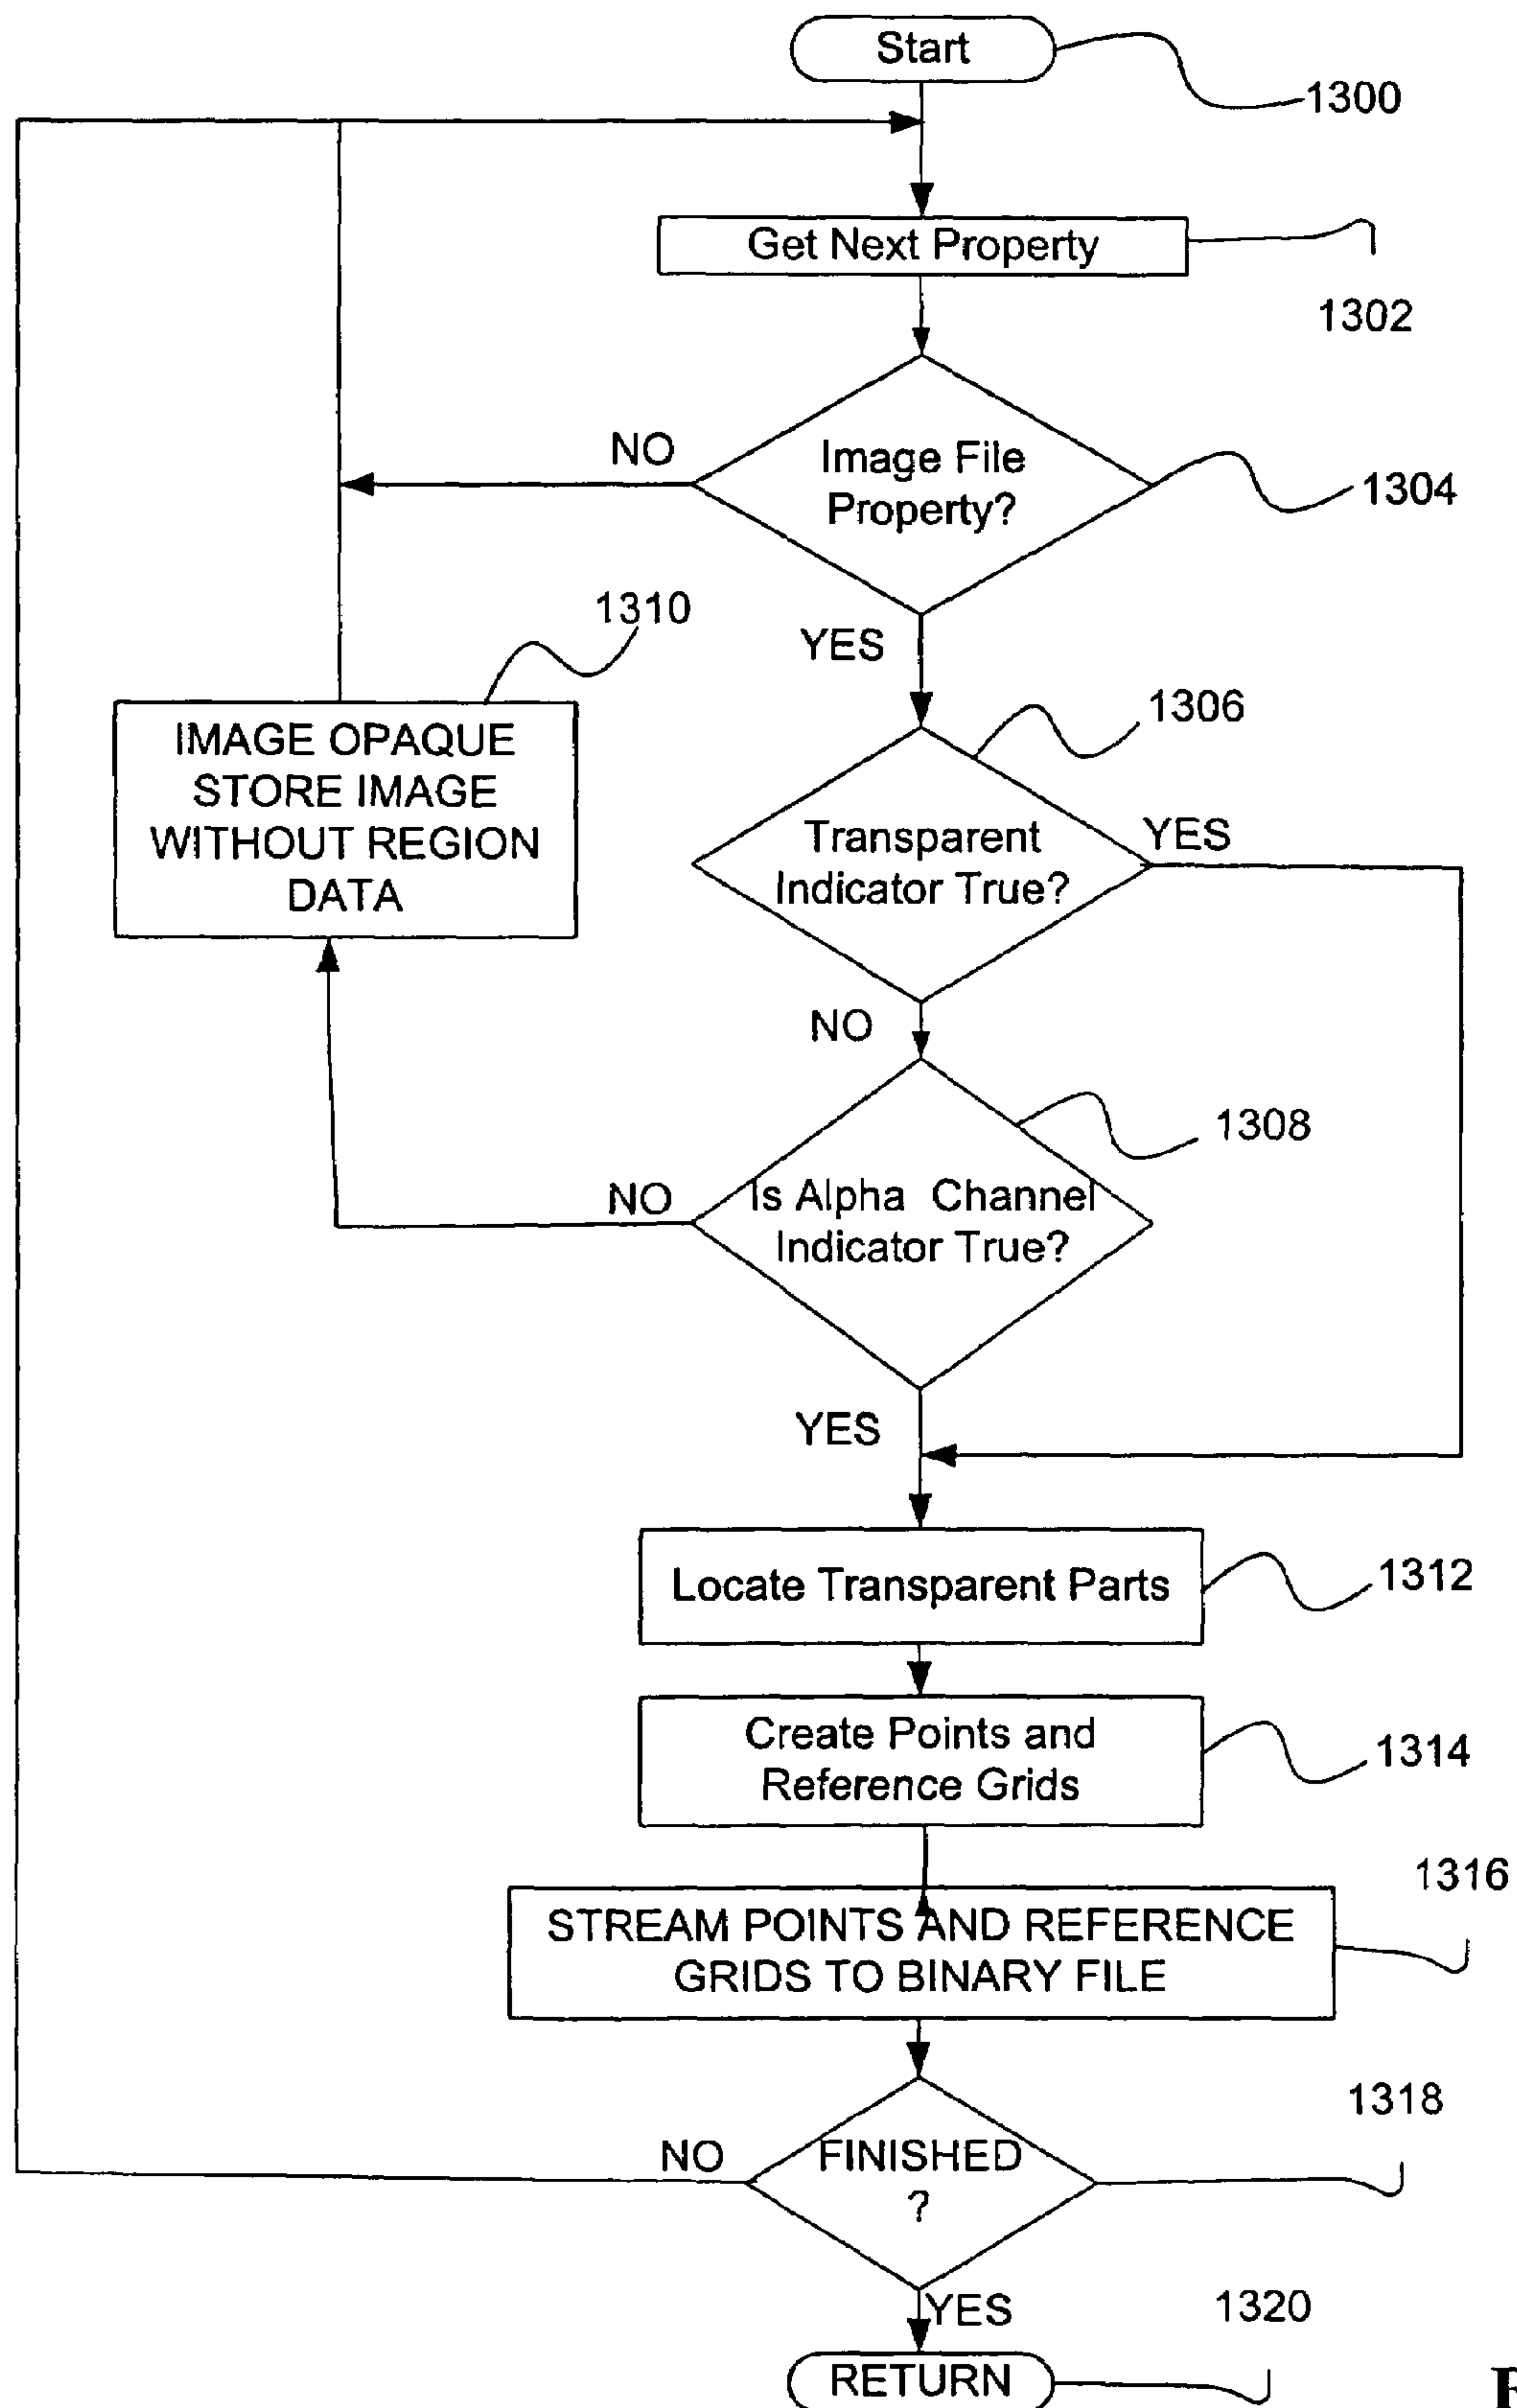 Start
1300
Get Next Property
1302
NO
Image File
Property?
1304
YES
1310
IMAGE OPAQUE
STORE IMAGE
WITHOUT REGION
DATA
1306
Transparent
Indicator True?
YES
NO
1308
Is Alpha Channel
Indicator True?
NO
YES
Locate Transparent Parts
1312
Create Points and
Reference Grids
1314
1316
STREAM POINTS AND REFERENCE
GRIDS TO BINARY FILE
1318
NO
FINISHED
?
YES
1320
RETURN